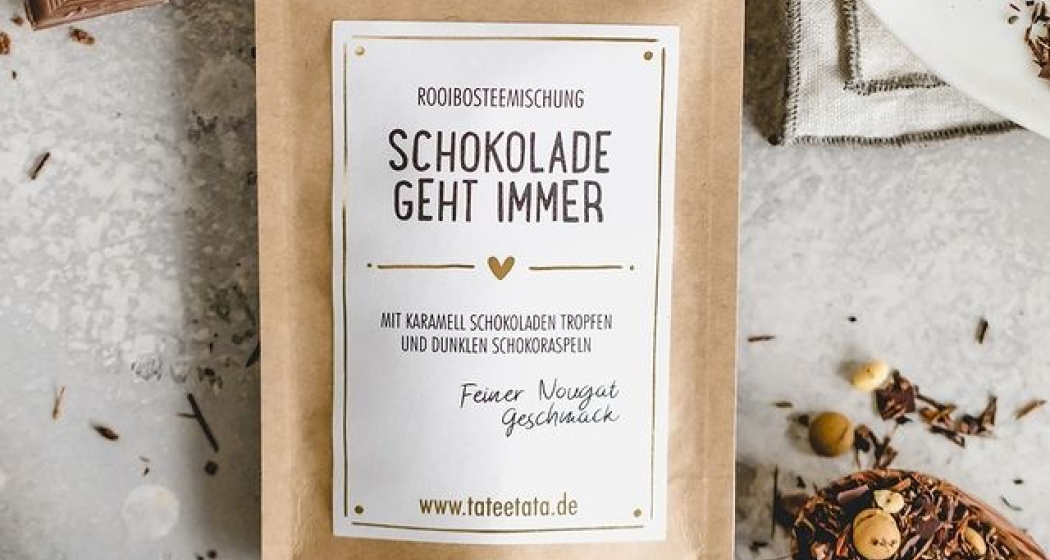 ROOIBOSTEEMISCHUNG
SCHOKOLADE
GEHT IMMER
MIT KARAMELL SCHOKOLADEN TROPFEN
UND DUNKLEN SCHOKORASPELN
Feiner Nougat
Geschmack
www.tateetata.de